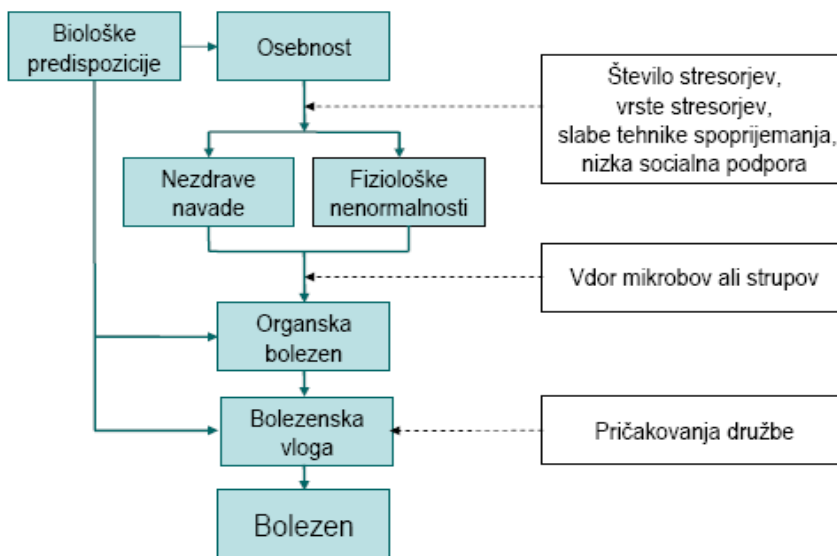 Biološke
predispozicije
Osebnost
Število stresorjev,
vrste stresorjev,
slabe tehnike spoprijemanja,
nizka socialna podpora
Nezdrave
navade
Fiziološke
nenormalnosti
Vdor mikrobov ali strupov
Organska
bolezen
Bolezenska
vloga
Pričakovanja družbe
Bolezen